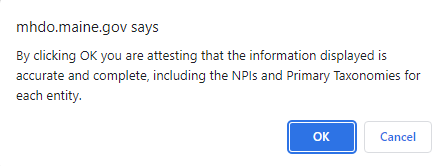 mhdo.maine.gov says
By clicking OK you are attesting that the information displayed is
accurate and complete, including the NPIs and Primary Taxonomies for
each entity.
OK Cancel